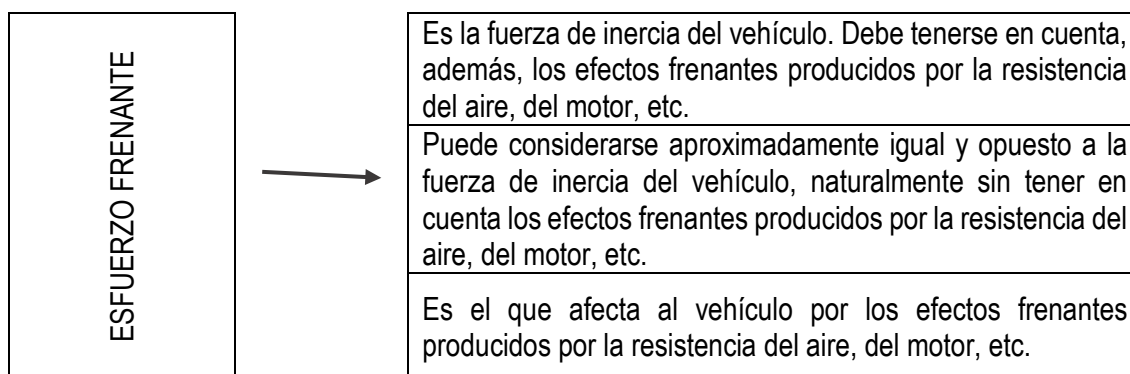 ESFUERZO FRENANTE
Es la fuerza de inercia del vehículo. Debe tenerse en cuenta,
además, los efectos frenantes producidos por la resistencia
del aire, del motor, etc.
Puede considerarse aproximadamente igual y opuesto a la
fuerza de inercia del vehículo, naturalmente sin tener en
cuenta los efectos frenantes producidos por la resistencia del
aire, del motor, etc.
Es el que afecta al vehículo por los efectos frenantes
producidos por la resistencia del aire, del motor, etc.